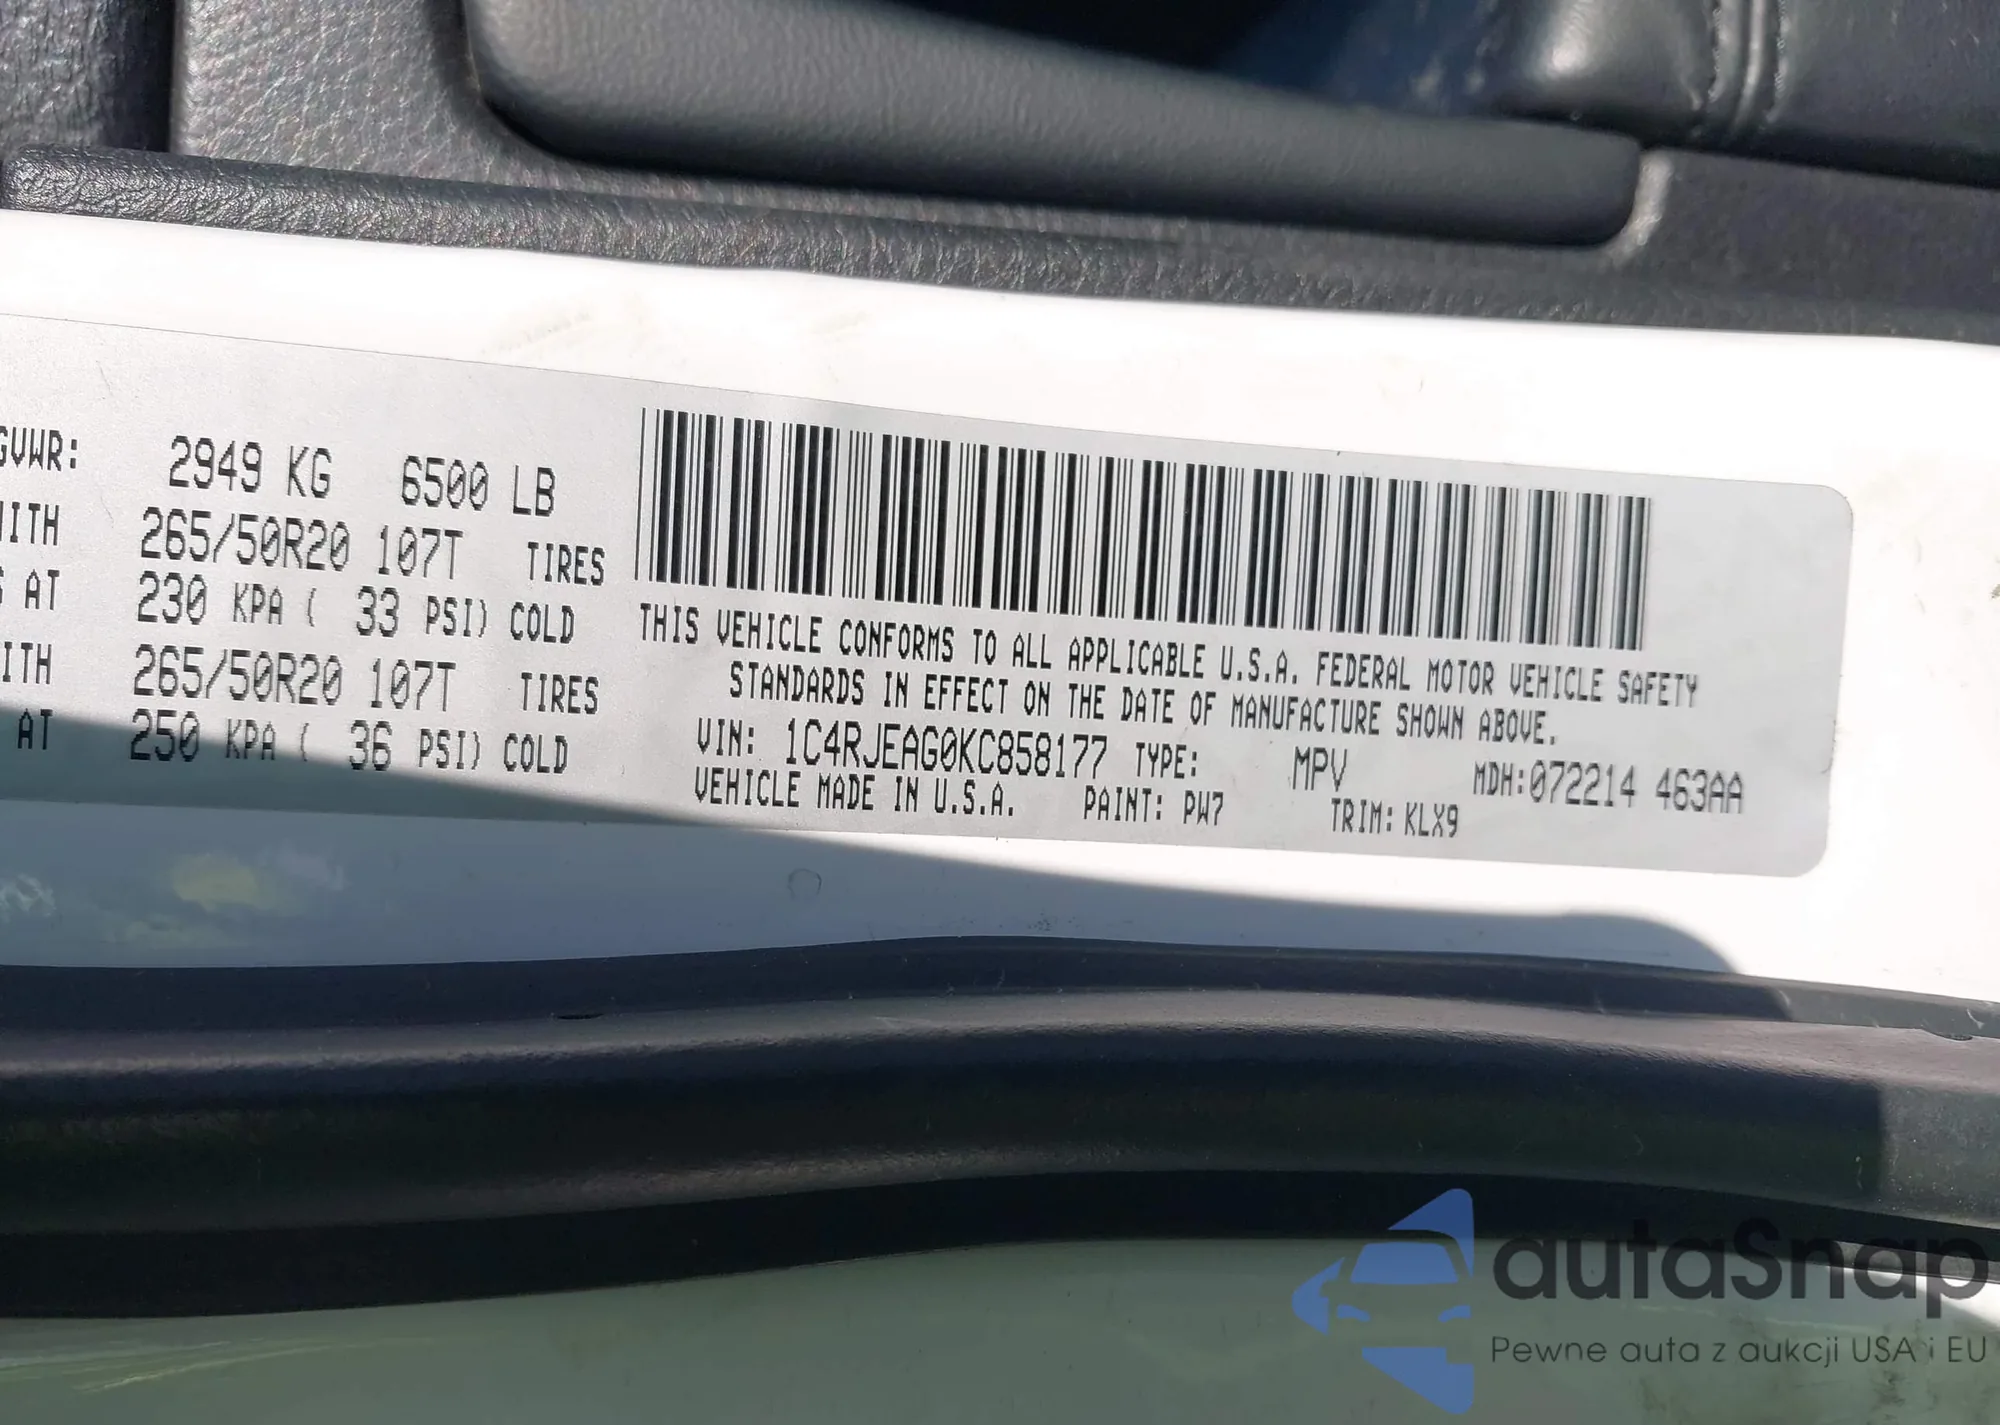 GVWR: 2949 KG 6500 LB
WITH 265/50R20 107T TIRES
AT 230 KPA ( 33 PSI) COLD
ITH 265/50R20 107T TIRES
AT 250 KPA ( 36 PSI) COLD
THIS VEHICLE CONFORMS TO ALL APPLICABLE U.S.A. FEDERAL MOTOR VEHICLE SAFETY
STANDARDS IN EFFECT ON THE DATE OF MANUFACTURE SHOWN ABOVE.
VIN: 1C4RJEAG0KC858177 TYPE: MPV MDH:072214 463AA
VEHICLE MADE IN U.S.A. PAINT: PW7 TRIM: KLX9
autaSnap
Pewne auta z aukcji USA i EU